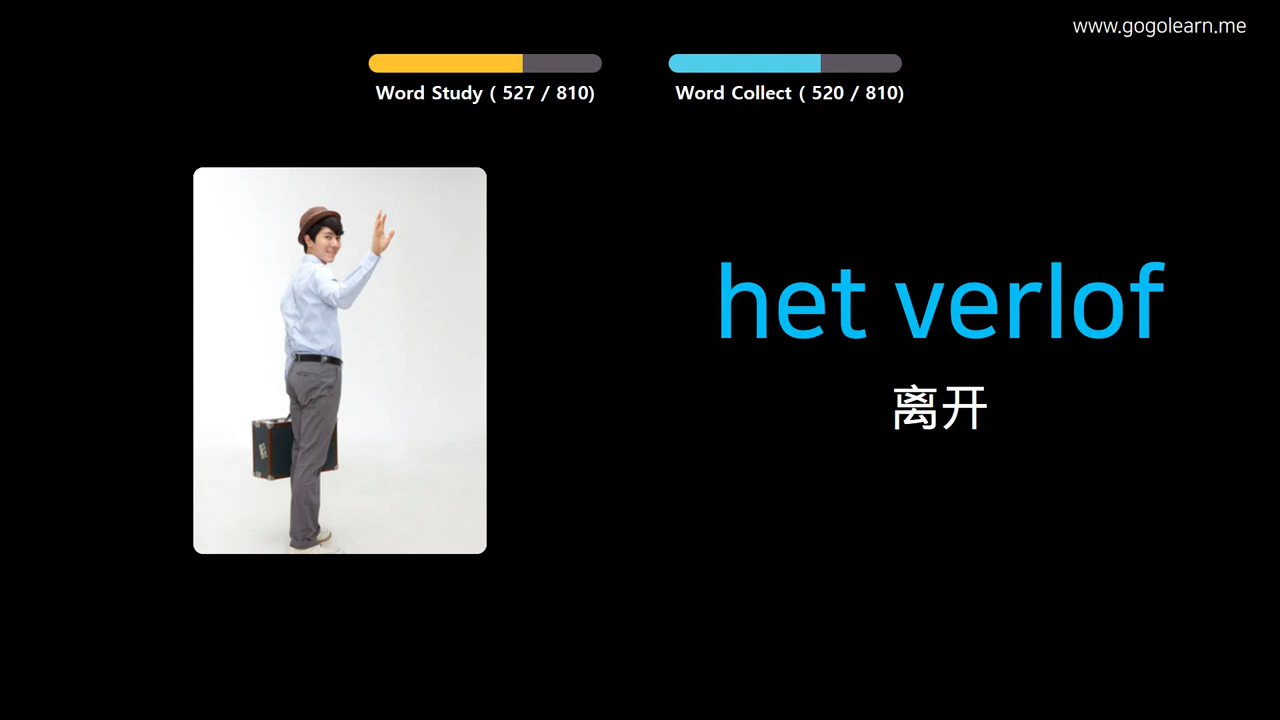 www.gogolearn.me
Word Study ( 527 / 810)
Word Collect ( 520 / 810)
het verlof
离开